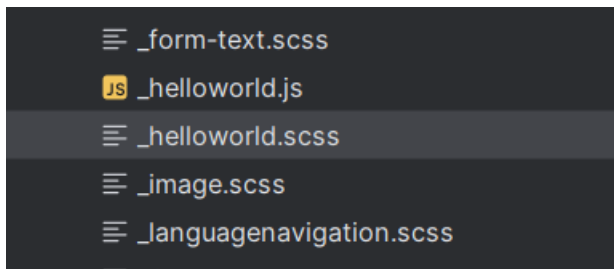 _form-text.scss
JS _helloworld.js
_helloworld.scss
_image.scss
_languagenavigation.scss